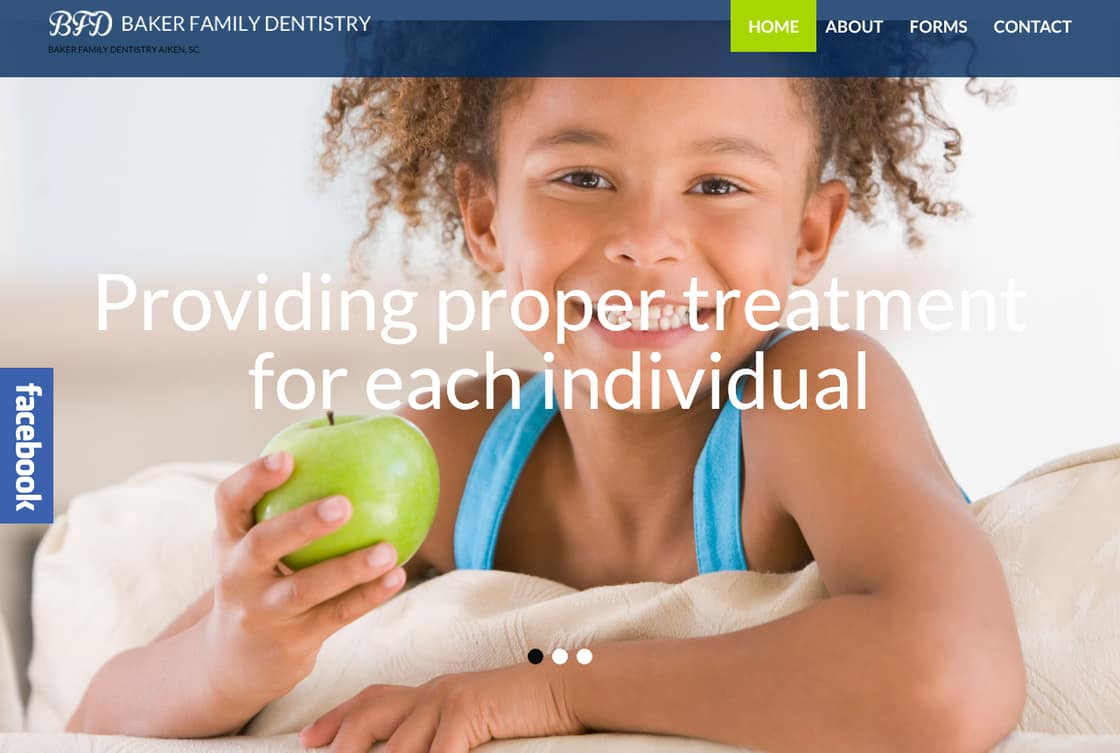 BFD BAKER FAMILY DENTISTRY
BAKER FAMILY DENTISTRY AIKEN, SC.
HOME ABOUT FORMS CONTACT
Providing proper treatment
for each individual
facebook